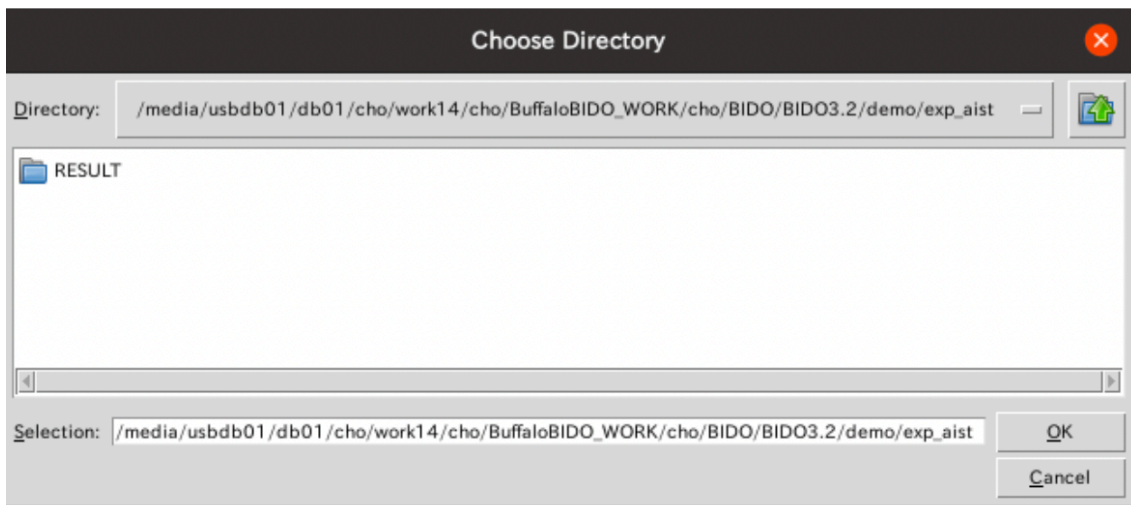 Choose Directory
Directory: /media/usbdb01/db01/cho/work14/cho/BuffaloBIDO_WORK/cho/BIDO/BIDO3.2/demo/exp_aist
RESULT
Selection: /media/usbdb01/db01/cho/work14/cho/BuffaloBIDO_WORK/cho/BIDO/BIDO3.2/demo/exp_aist OK
Cancel